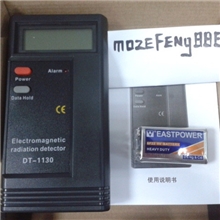 mozeFeng888
Alarm
Power
Data Hold
CE
Electromagnetic
radiation detector
DT-1130
EASTPOWER
HEAVY DUTY
使用说明书